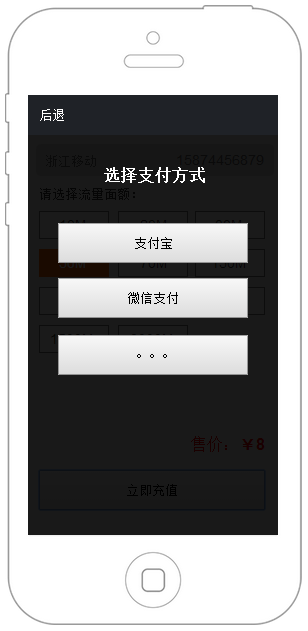 后退
浙江移动 15874456879
选择支付方式
请选择流量面额：
支付宝
微信支付
。。。
售价：￥8
立即充值